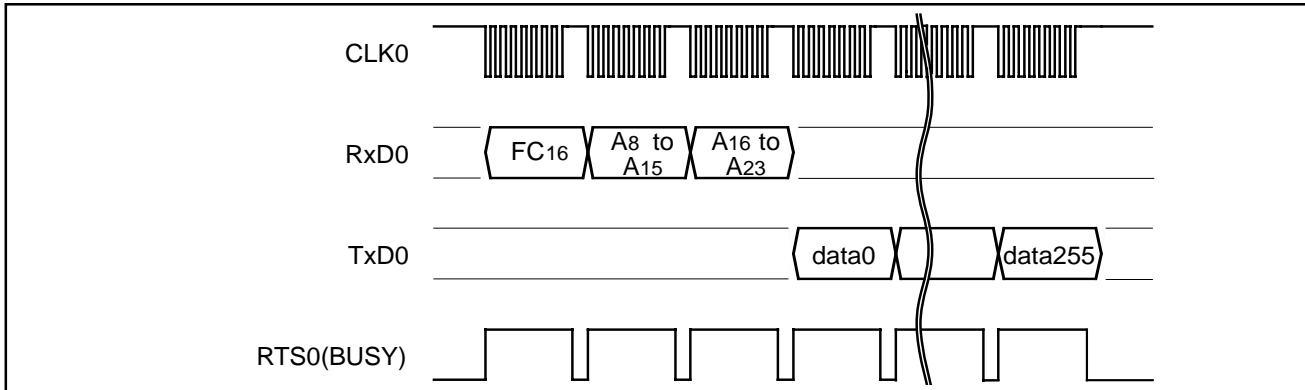 CLK0
RxD0
FC16
A8 to
A15
A16 to
A23
TxD0
data0
data255
RTS0(BUSY)